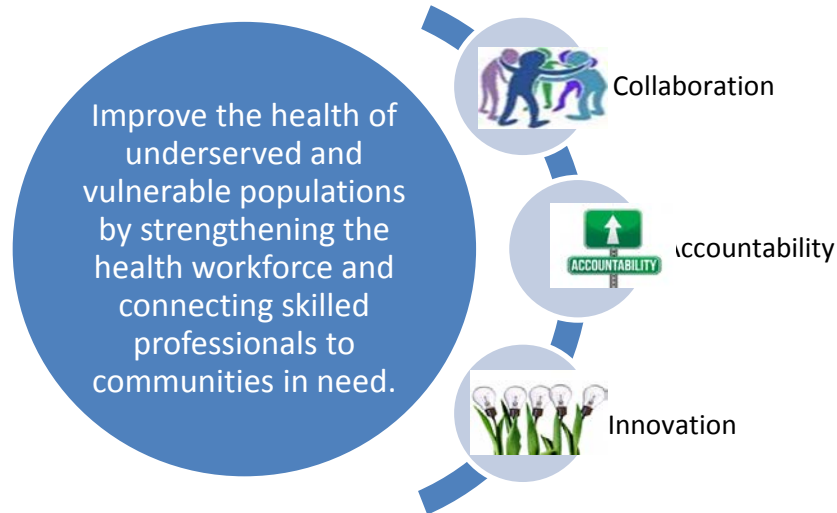 Improve the health of
underserved and
vulnerable populations
by strengthening the
health workforce and
connecting skilled
professionals to
communities in need.
Collaboration
ACCOUNTABILITY
Accountability
Innovation